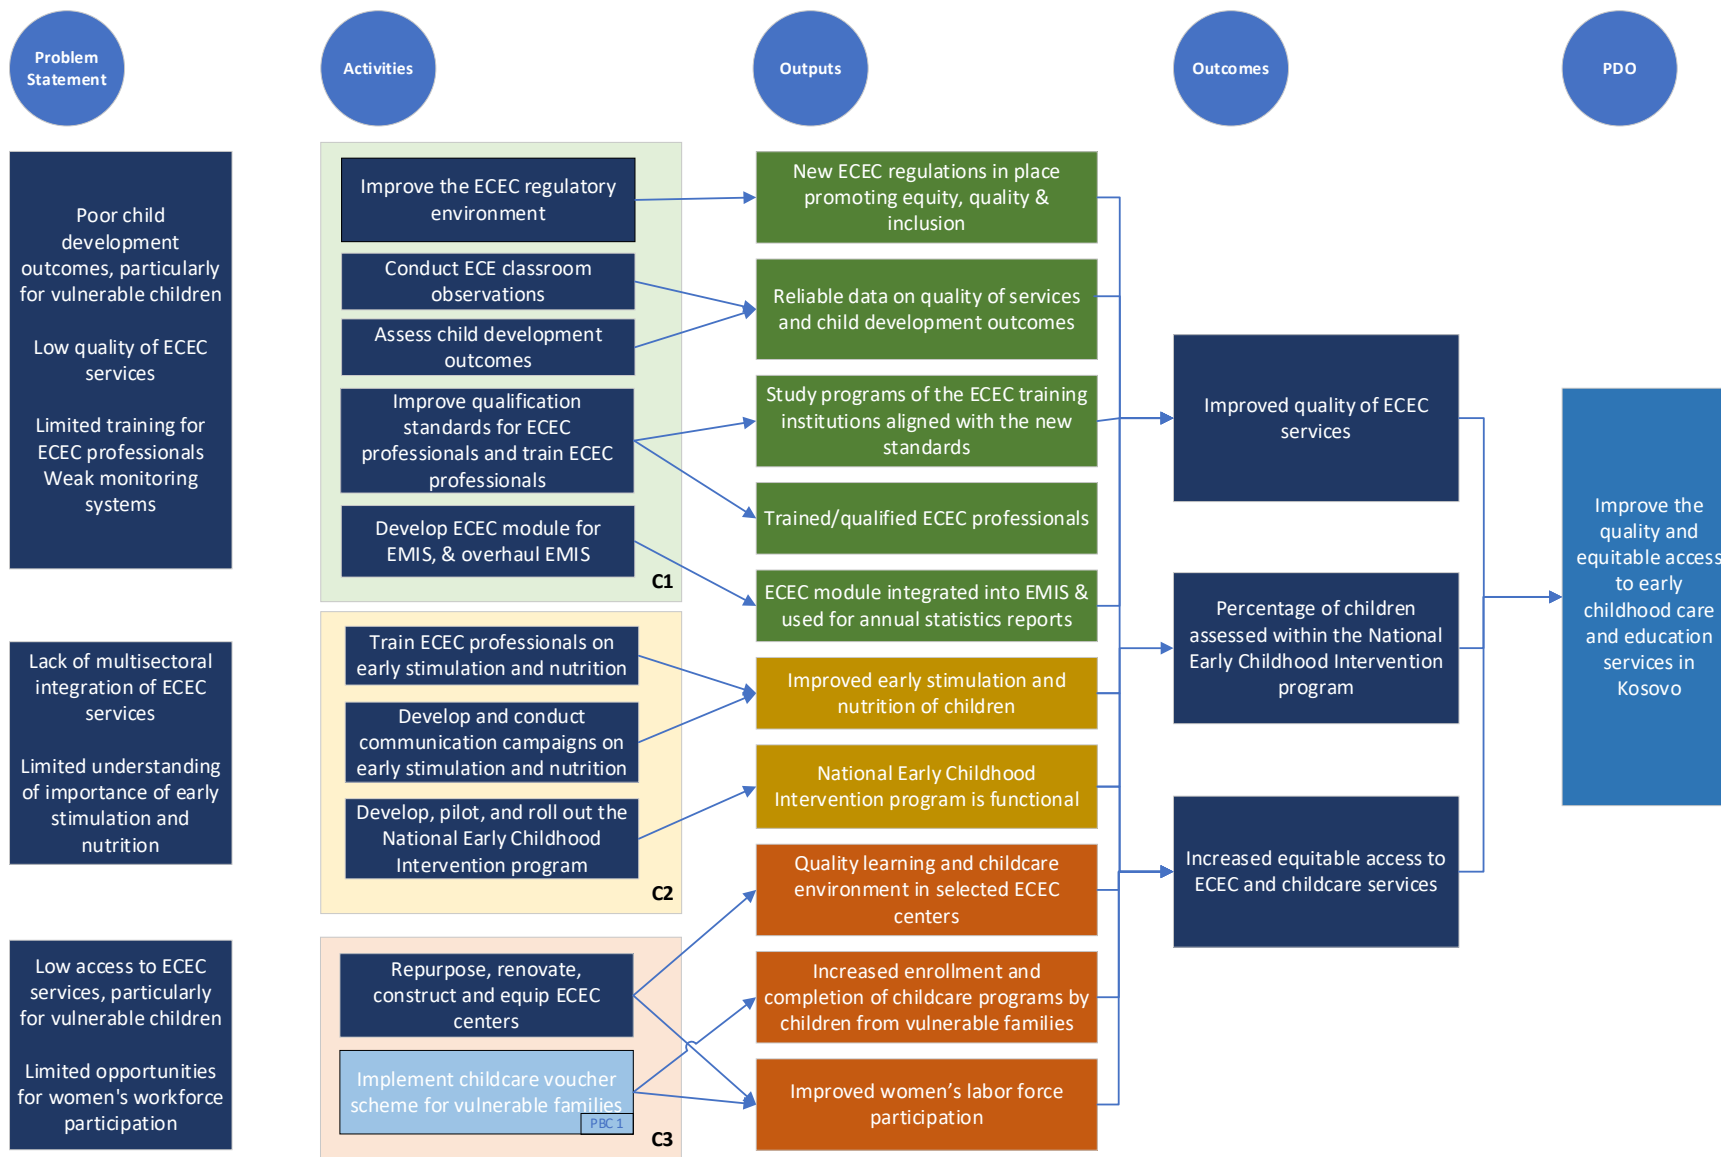 Problem
Statement
Activities
Outputs
Outcomes
PDO
Poor child
development
outcomes, particularly
for vulnerable children
Low quality of ECEC
services
Limited training for
ECEC professionals
Weak monitoring
systems
Lack of multisectoral
integration of ECEC
services
Limited understanding
of importance of early
stimulation and
nutrition
Low access to ECEC
services, particularly
for vulnerable children
Limited opportunities
for women's workforce
participation
Improve the ECEC regulatory
environment
Conduct ECE classroom
observations
Assess child development
outcomes
Improve qualification
standards for ECEC
professionals and train ECEC
professionals
Develop ECEC module for
EMIS, & overhaul EMIS
C1
Train ECEC professionals on
early stimulation and nutrition
Develop and conduct
communication campaigns on
early stimulation and nutrition
Develop, pilot, and roll out the
National Early Childhood
Intervention program
C2
Repurpose, renovate,
construct and equip ECEC
centers
Implement childcare voucher
scheme for vulnerable families
PBC 1
C3
New ECEC regulations in place
promoting equity, quality &
inclusion
Reliable data on quality of services
and child development outcomes
Study programs of the ECEC training
institutions aligned with the new
standards
Trained/qualified ECEC professionals
ECEC module integrated into EMIS &
used for annual statistics reports
Improved early stimulation and
nutrition of children
National Early Childhood
Intervention program is functional
Quality learning and childcare
environment in selected ECEC
centers
Increased enrollment and
completion of childcare programs by
children from vulnerable families
Improved women’s labor force
participation
Improved quality of ECEC
services
Percentage of children
assessed within the National
Early Childhood Intervention
program
Increased equitable access to
ECEC and childcare services
Improve the
quality and
equitable access
to early
childhood care
and education
services in
Kosovo